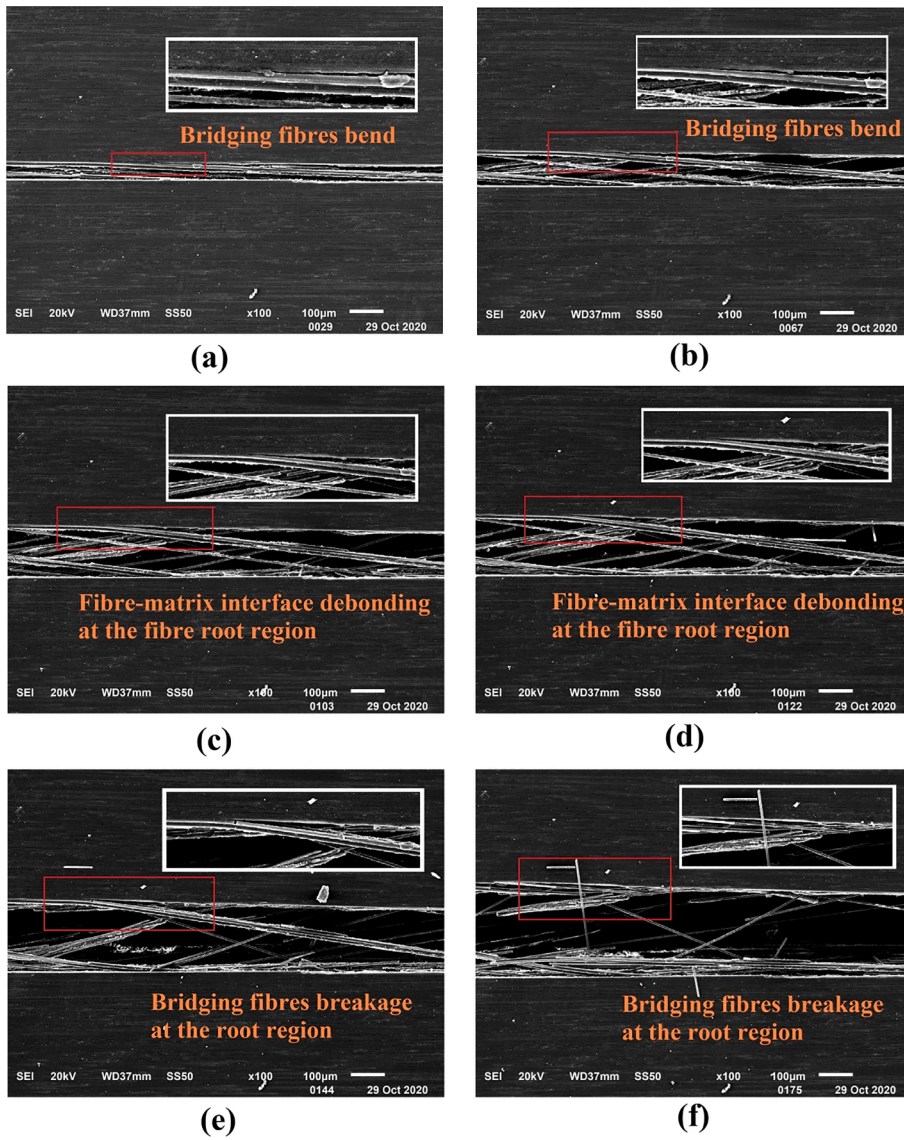 Bridging fibres bend
SEI 20kV WD37mm SS50 x100 100µm
0029 29 Oct 2020
(a)
Bridging fibres bend
SEI 20kV WD37mm SS50 x100 100µm
0067 29 Oct 2020
(b)
Fibre-matrix interface debonding
at the fibre root region
SEI 20kV WD37mm SS50 x100 100µm
0103 29 Oct 2020
(c)
Fibre-matrix interface debonding
at the fibre root region
SEI 20kV WD37mm SS50 x100 100µm
0122 29 Oct 2020
(d)
Bridging fibres breakage
at the root region
SEI 20kV WD37mm SS50 x100 100µm
0144 29 Oct 2020
(e)
Bridging fibres breakage
at the root region
SEI 20kV WD37mm SS50 x100 100µm
0175 29 Oct 2020
(f)